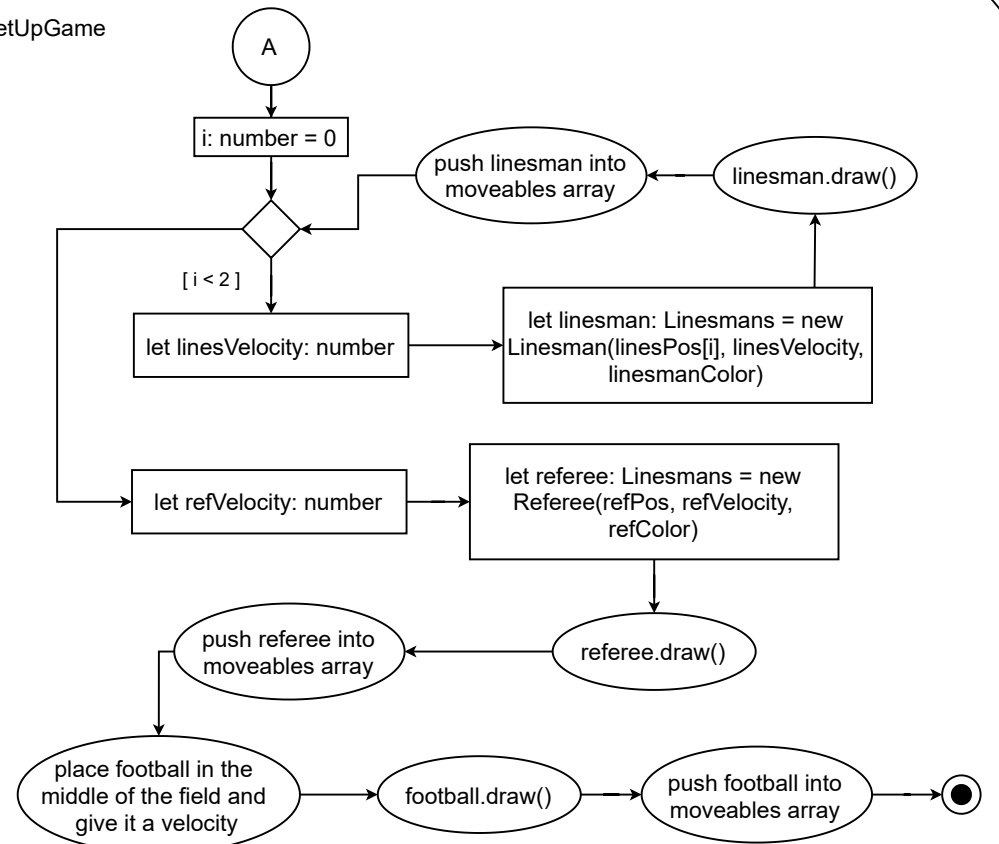 etUpGame
A
i: number = 0
push linesman into
moveables array
linesman.draw()
[ i < 2 ]
let linesVelocity: number
let linesman: Linesmans = new
Linesman(linesPos[i], linesVelocity,
linesmanColor)
let refVelocity: number
let referee: Linesmans = new
Referee(refPos, refVelocity,
refColor)
push referee into
moveables array
referee.draw()
place football in the
middle of the field and
give it a velocity
football.draw()
push football into
moveables array